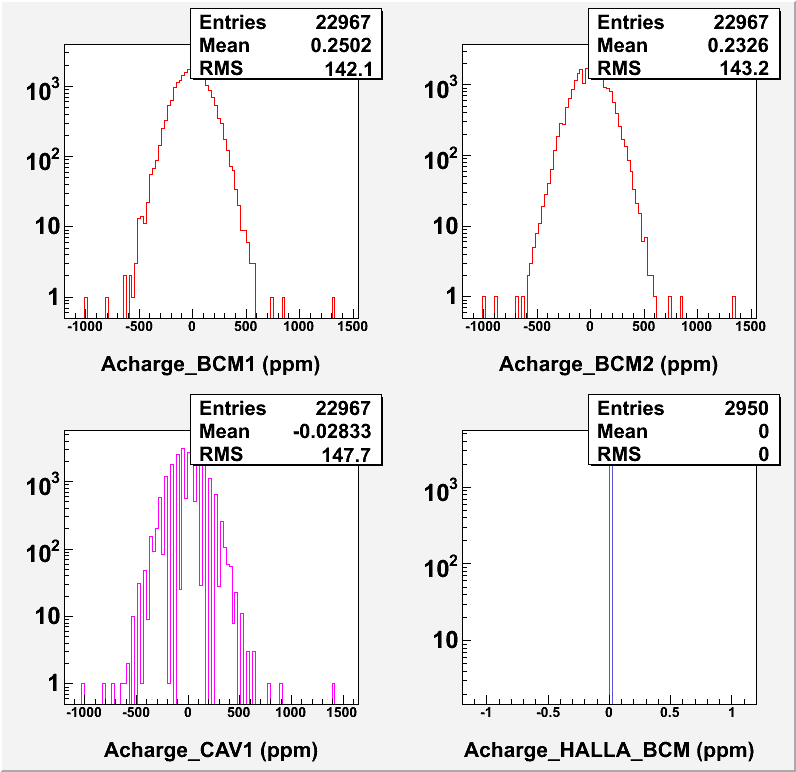 Entries 22967
Mean 0.2502
RMS 142.1
10³
10²
10
1
-1000 -500 0 500 1000 1500
Acharge_BCM1 (ppm)
Entries 22967
Mean 0.2326
RMS 143.2
10³
10²
10
1
-1000 -500 0 500 1000 1500
Acharge_BCM2 (ppm)
Entries 22967
Mean -0.02833
RMS 147.7
10³
10²
10
1
-1000 -500 0 500 1000 1500
Acharge_CAV1 (ppm)
Entries 2950
Mean 0
RMS 0
10³
10²
10
-1 -0.5 0 0.5 1
Acharge_HALLA_BCM (ppm)